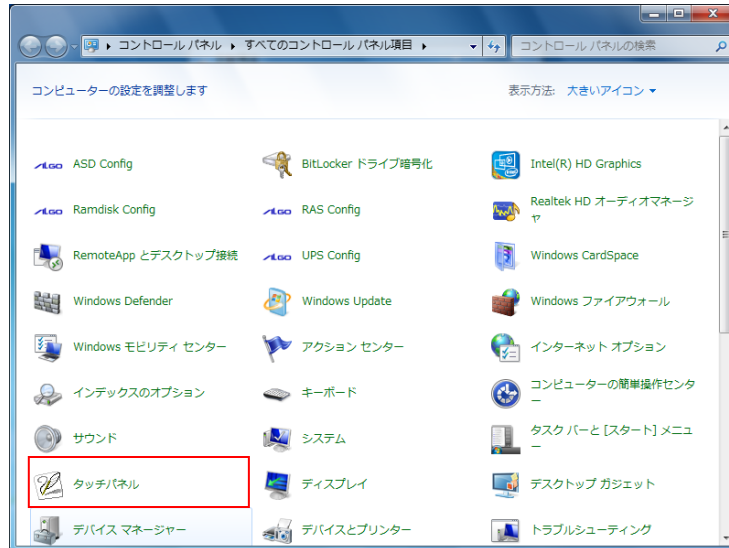 コントロール パネル ▸ すべてのコントロール パネル項目 ▸
コントロール パネルの検索
コンピューターの設定を調整します
表示方法: 大きいアイコン ▾
ALGO ASD Config
BitLocker ドライブ暗号化
Intel(R) HD Graphics
ALGO Ramdisk Config
ALGO RAS Config
Realtek HD オーディオマネージ
ャ
RemoteApp とデスクトップ接続
ALGO UPS Config
Windows CardSpace
Windows Defender
Windows Update
Windows ファイアウォール
Windows モビリティ センター
アクション センター
インターネット オプション
インデックスのオプション
キーボード
コンピューターの簡単操作センタ
ー
サウンド
システム
タスク バーと [スタート] メニュ
ー
タッチパネル
ディスプレイ
デスクトップ ガジェット
デバイス マネージャー
デバイスとプリンター
トラブルシューティング